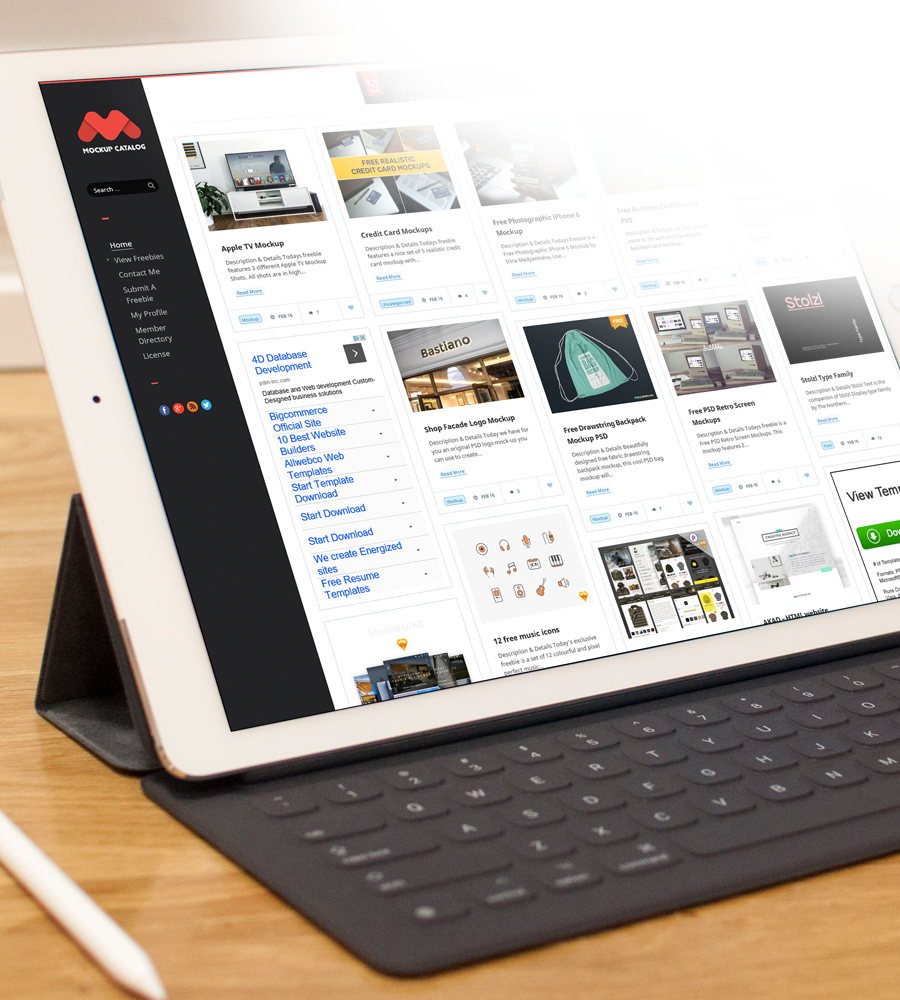 MOCKUP CATALOG
Search ...
Home
View Freebies
Contact Me
Submit A
Freebie
My Profile
Member
Directory
License
Apple TV Mockup
Description & Details Todays freebie
features 3 different Apple TV Mockup
Shots. All shots are in high...
Read More
Mockup
FEB 16
7
FREE REALISTIC
CREDIT CARD MOCKUPS
Credit Card Mockups
Description & Details Todays freebie
features a nice set of 5 realistic credit
card mockup with...
Read More
Uncategorized
FEB 16
4
Free Photographic iPhone 6
Mockup
Description & Details Todays freebie is a
Free Photographic iPhone 6 Mockup by
Irina Medyantseva. Use...
Read More
Mockup
FEB 16
5
Free Business Card Mockup
PSD
Read More
4D Database
Development
pdm-inc.com
Database and Web development Custom-
Designed business solutions
Bigcommerce
Official Site
10 Best Website
Builders
Allwebco Web
Templates
Start Template
Download
Start Download
Start Download
We create Energized
sites
Free Resume
Templates
Bastiano
Shop Facade Logo Mockup
Description & Details Today we have for
you an original PSD logo mock-up you
can use to create...
Read More
Mockup
FEB 16
3
FREE
Free Drawstring Backpack
Mockup PSD
Description & Details Beautifully
designed free fabric drawstring
backpack mockup, this cool PSD bag
mockup will...
Read More
Mockup
FEB 16
7
Free PSD Retro Screen
Mockups
Description & Details Todays freebie is a
Free PSD Retro Screen Mockups. This
mockup features 2...
Read More
Mockup
FEB 16
6
Stolzl
Stolzl Type Family
Description & Details Stolzl Text is the
companion of Stolzl Display type family
by The Northern...
Read More
Font
FEB 16
12
Minimal UI Kit
12 free music icons
Description & Details Today's exclusive
freebie is a set of 12 colourful and pixel
perfect music
CREATIVE AGENCY
AKAD - HTML website
View Temp
Dow
# of Template
Formats: P
Microsoft
Runs On
Q W E R T Y U I O
A S D F G H J K
Z X C V B N M